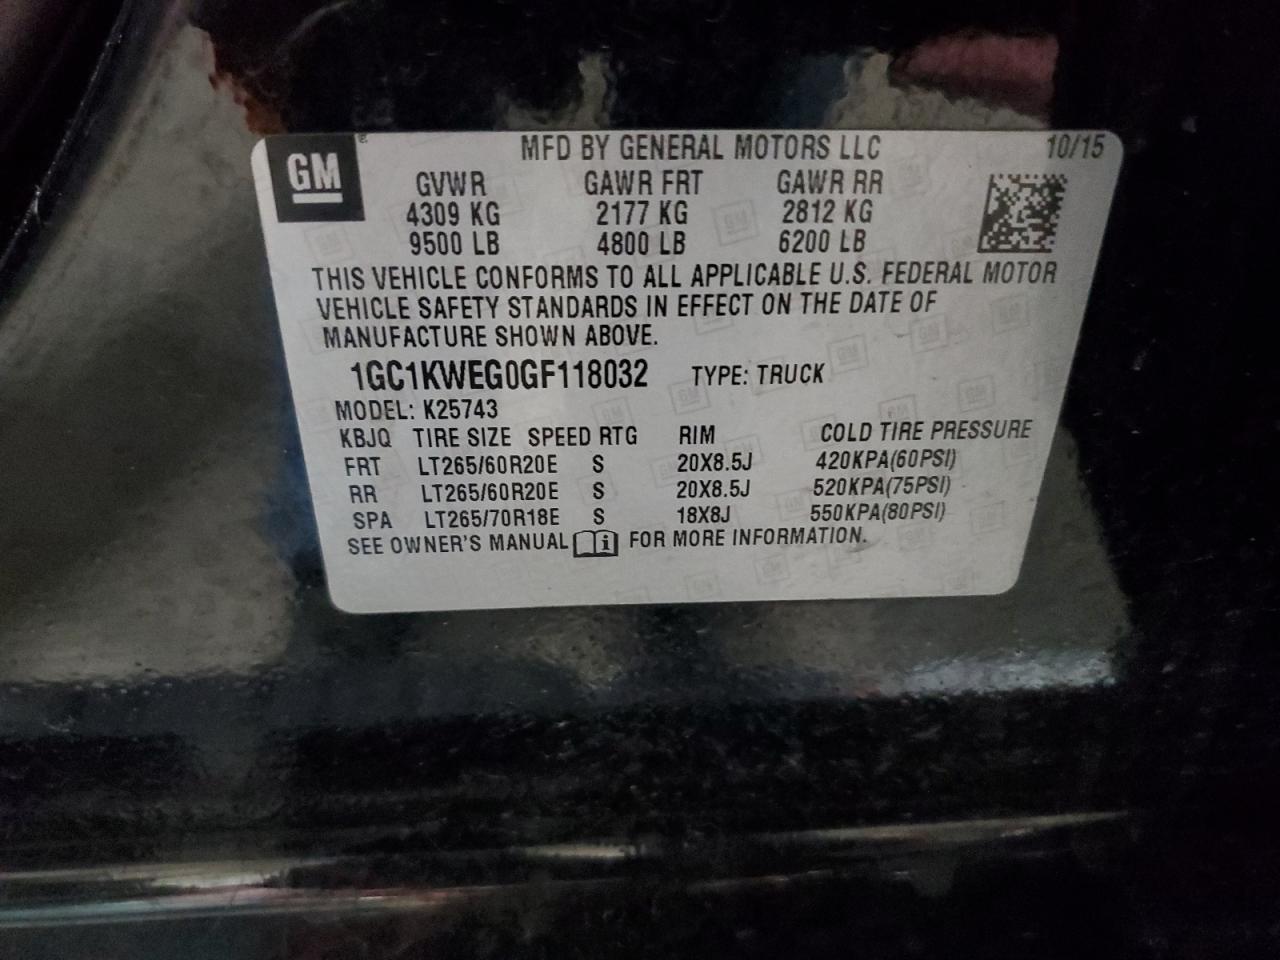 GM
MFD BY GENERAL MOTORS LLC 10/15
GVWR GAWR FRT GAWR RR
4309 KG 2177 KG 2812 KG
9500 LB 4800 LB 6200 LB
THIS VEHICLE CONFORMS TO ALL APPLICABLE U.S. FEDERAL MOTOR
VEHICLE SAFETY STANDARDS IN EFFECT ON THE DATE OF
MANUFACTURE SHOWN ABOVE.
1GC1KWEG0GF118032 TYPE: TRUCK
MODEL: K25743
KBJQ TIRE SIZE SPEED RTG RIM COLD TIRE PRESSURE
FRT LT265/60R20E S 20X8.5J 420KPA(60PSI)
RR LT265/60R20E S 20X8.5J 520KPA(75PSI)
SPA LT265/70R18E S 18X8J 550KPA(80PSI)
SEE OWNER'S MANUAL i FOR MORE INFORMATION.